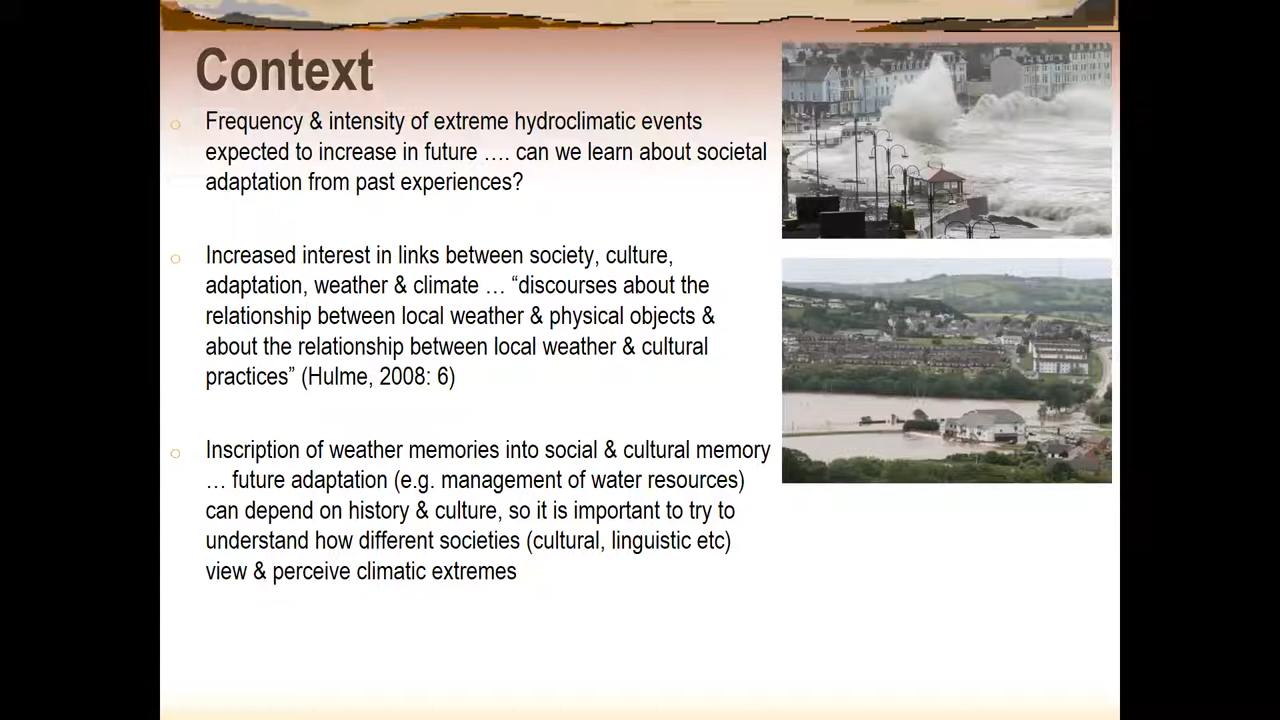 Context
Frequency & intensity of extreme hydroclimatic events
expected to increase in future …. can we learn about societal
adaptation from past experiences?
Increased interest in links between society, culture,
adaptation, weather & climate … “discourses about the
relationship between local weather & physical objects &
about the relationship between local weather & cultural
practices” (Hulme, 2008: 6)
Inscription of weather memories into social & cultural memory
… future adaptation (e.g. management of water resources)
can depend on history & culture, so it is important to try to
understand how different societies (cultural, linguistic etc)
view & perceive climatic extremes